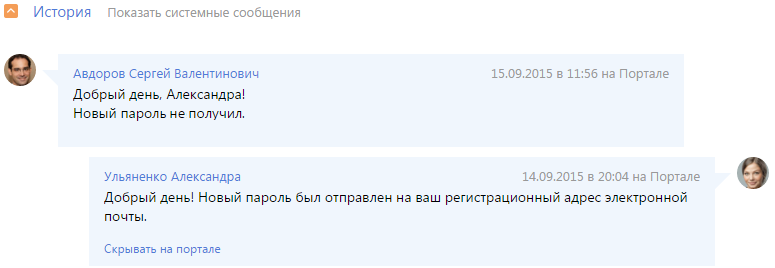 История Показать системные сообщения
Авдоров Сергей Валентинович 15.09.2015 в 11:56 на Портале
Добрый день, Александра!
Новый пароль не получил.
Ульяненко Александра 14.09.2015 в 20:04 на Портале
Добрый день! Новый пароль был отправлен на ваш регистрационный адрес электронной
почты.
Скрывать на портале